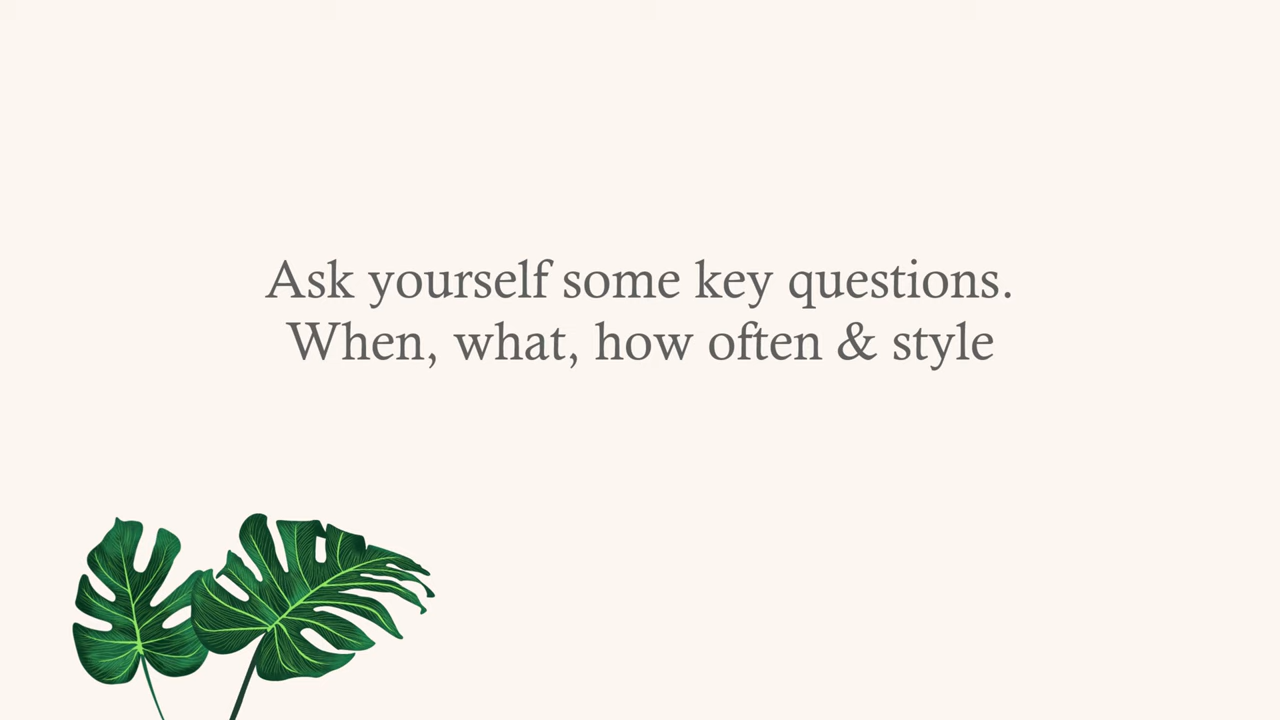 Ask yourself some key questions.
When, what, how often & style